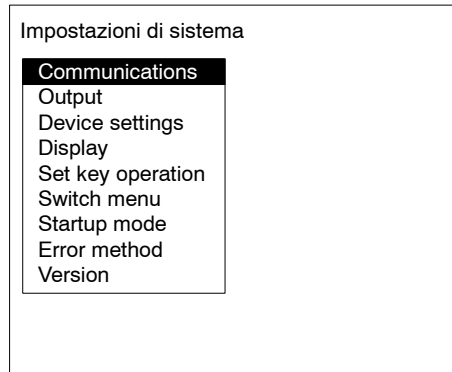 Impostazioni di sistema
Communications
Output
Device settings
Display
Set key operation
Switch menu
Startup mode
Error method
Version